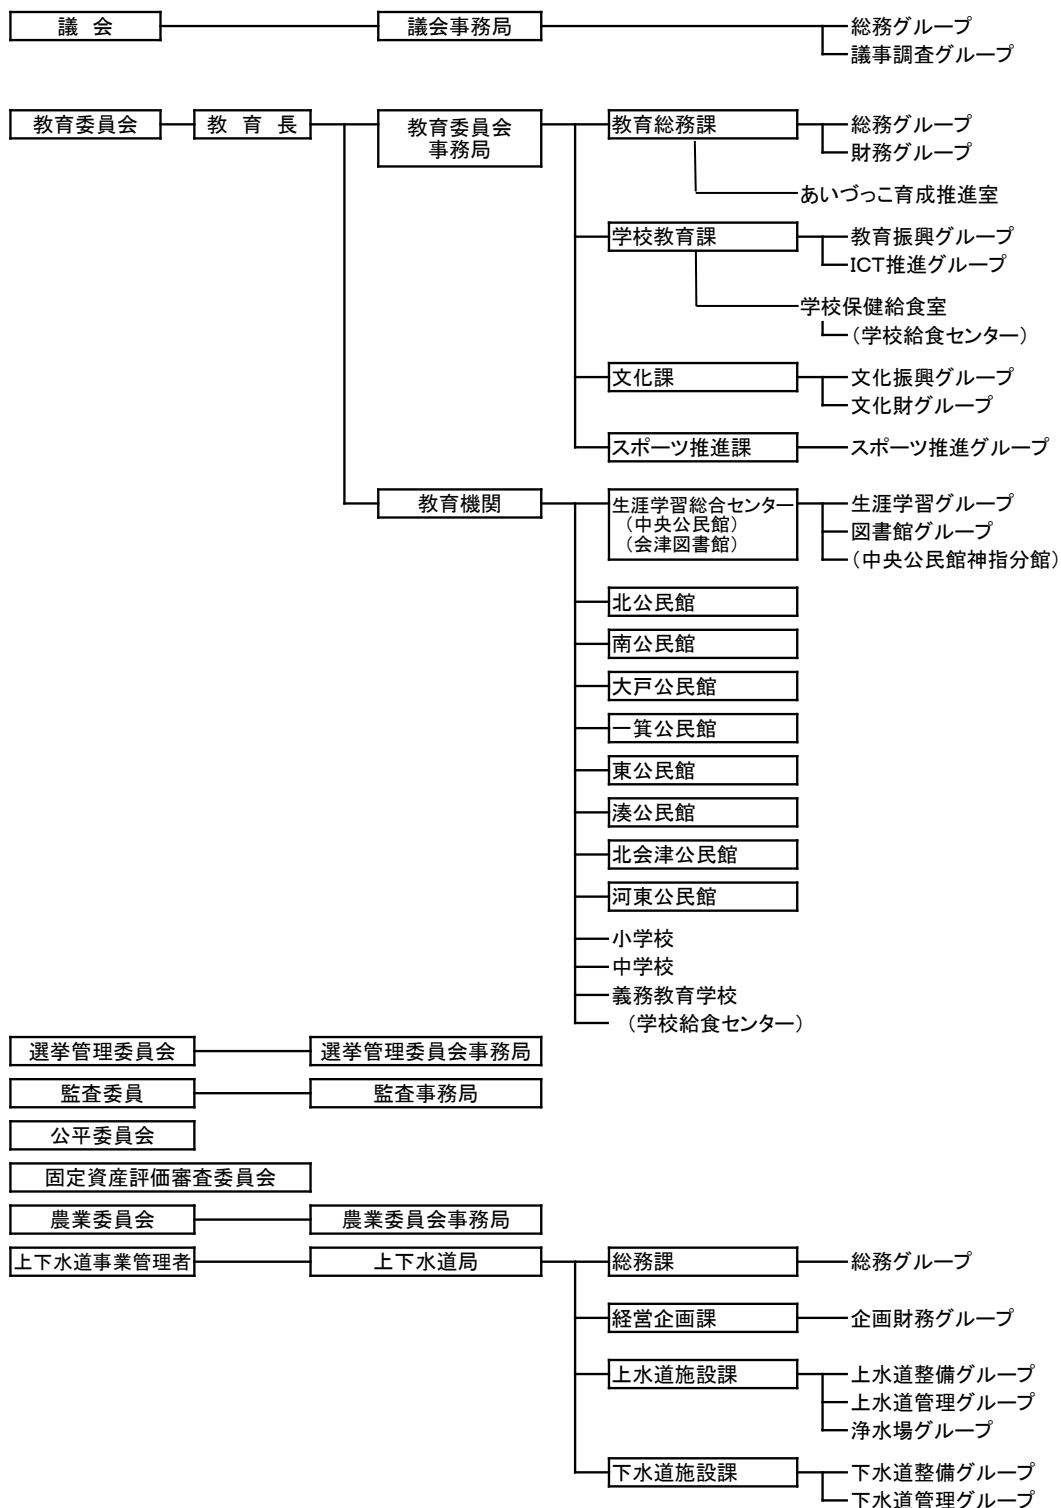 議 会
議会事務局
総務グループ
議事調査グループ
教育委員会
教 育 長
教育委員会
事務局
教育総務課
総務グループ
財務グループ
あいづっこ育成推進室
学校教育課
教育振興グループ
ICT推進グループ
学校保健給食室
（学校給食センター）
文化課
文化振興グループ
文化財グループ
スポーツ推進課
スポーツ推進グループ
教育機関
生涯学習総合センター
（中央公民館）
（会津図書館）
生涯学習グループ
図書館グループ
（中央公民館神指分館）
北公民館
南公民館
大戸公民館
一箕公民館
東公民館
湊公民館
北会津公民館
河東公民館
小学校
中学校
義務教育学校
（学校給食センター）
選挙管理委員会
選挙管理委員会事務局
監査委員
監査事務局
公平委員会
固定資産評価審査委員会
農業委員会
農業委員会事務局
上下水道事業管理者
上下水道局
総務課
総務グループ
経営企画課
企画財務グループ
上水道施設課
上水道整備グループ
上水道管理グループ
浄水場グループ
下水道施設課
下水道整備グループ
下水道管理グループ